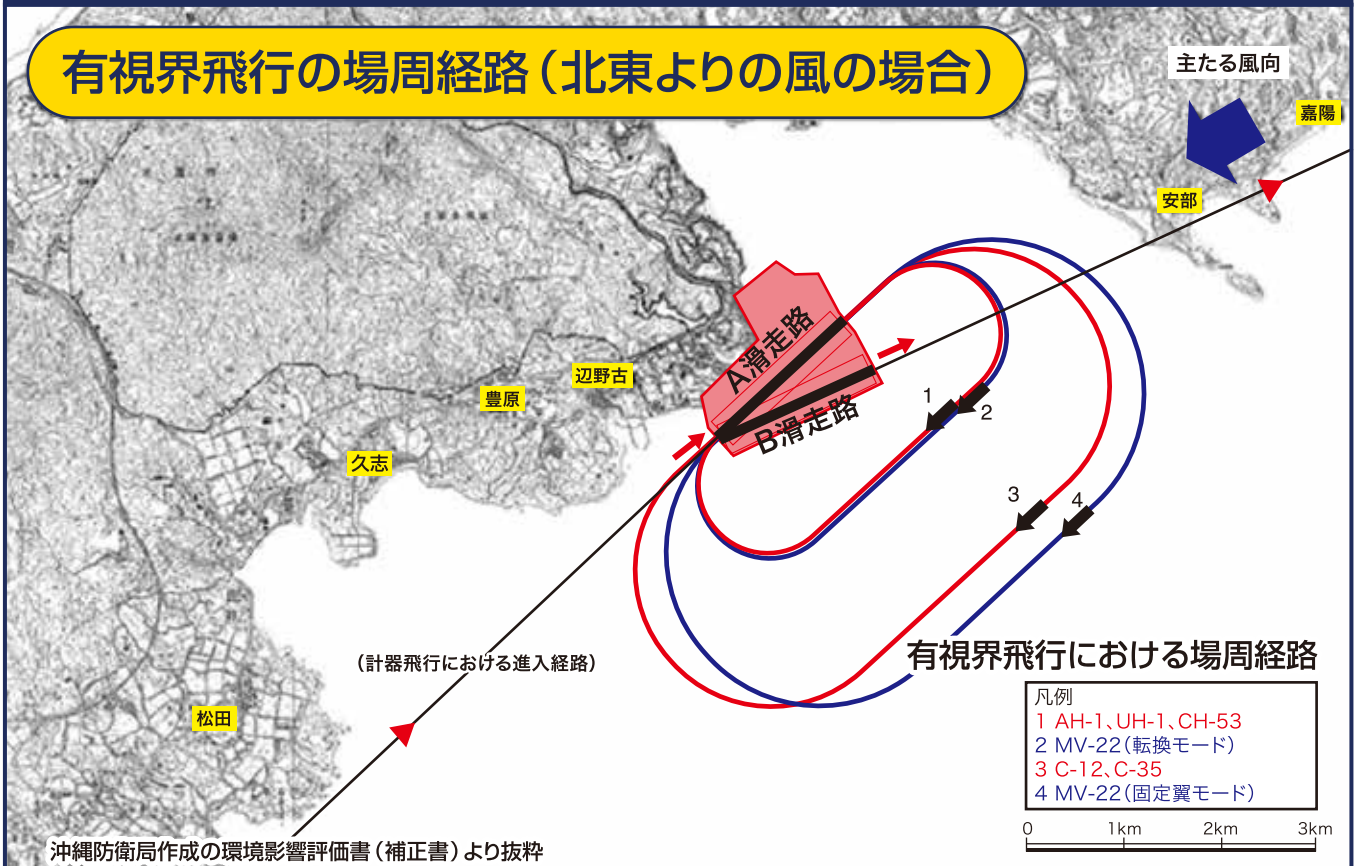 有視界飛行の場周経路（北東よりの風の場合）
主たる風向
嘉陽
安部
A滑走路
B滑走路
辺野古
豊原
久志
1
2
3
4
（計器飛行における進入経路）
松田
有視界飛行における場周経路
凡例
1 AH-1、UH-1、CH-53
2 MV-22（転換モード）
3 C-12、C-35
4 MV-22（固定翼モード）
0 1km 2km 3km
沖縄防衛局作成の環境影響評価書（補正書）より抜粋